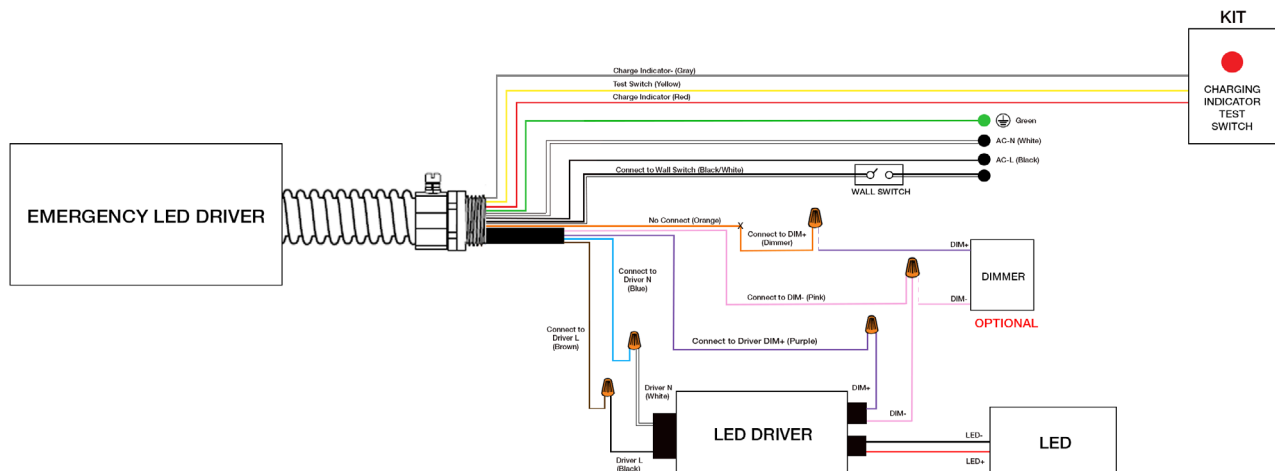 KIT
Charge Indicator- (Gray)
Test Switch (Yellow)
Charge Indicator (Red)
CHARGING
INDICATOR
TEST
SWITCH
Green
AC-N (White)
AC-L (Black)
Connect to Wall Switch (Black/White)
WALL SWITCH
EMERGENCY LED DRIVER
No Connect (Orange)
X
Connect to DIM+
(Dimmer)
DIM+
DIMMER
DIM-
OPTIONAL
Connect to
Driver N
(Blue)
Connect to DIM- (Pink)
Connect to
Driver L
(Brown)
Connect to Driver DIM+ (Purple)
Driver N
(White)
DIM+
DIM-
LED DRIVER
LED-
LED+
LED
Driver L
(Black)